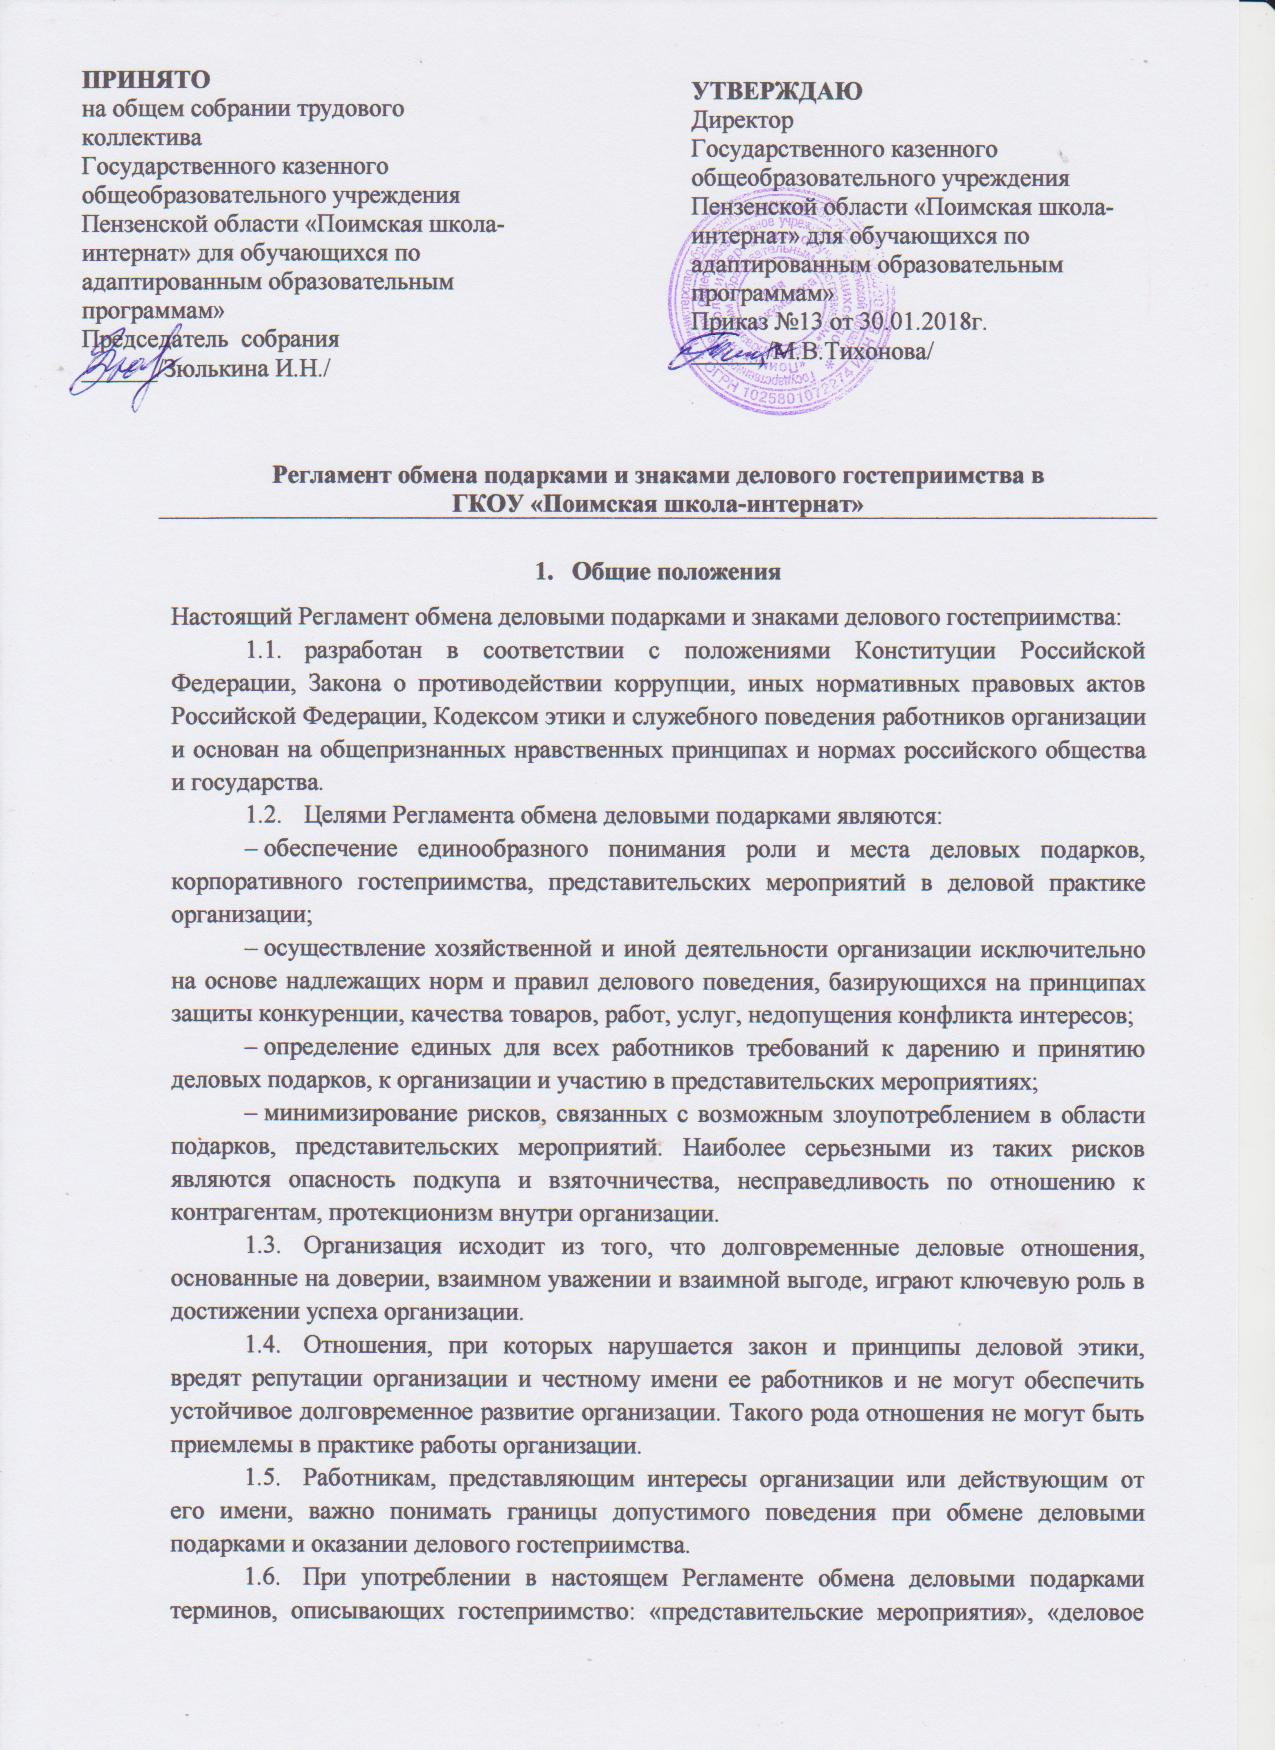 ПРИНЯТО
на общем собрании трудового
коллектива
Государственного казенного
общеобразовательного учреждения
Пензенской области «Поимская школа-
интернат» для обучающихся по
адаптированным образовательным
программам»
Председатель собрания
/Зюлькина И.Н./
УТВЕРЖДАЮ
Директор
Государственного казенного
общеобразовательного учреждения
Пензенской области «Поимская школа-
интернат» для обучающихся по
адаптированным образовательным
программам»
Приказ №13 от 30.01.2018г.
/М.В.Тихонова/
ОГРН 1025801072274
Регламент обмена подарками и знаками делового гостеприимства в
ГКОУ «Поимская школа-интернат»
1. Общие положения
Настоящий Регламент обмена деловыми подарками и знаками делового гостеприимства:
1.1. разработан в соответствии с положениями Конституции Российской
Федерации, Закона о противодействии коррупции, иных нормативных правовых актов
Российской Федерации, Кодексом этики и служебного поведения работников организации
и основан на общепризнанных нравственных принципах и нормах российского общества
и государства.
1.2. Целями Регламента обмена деловыми подарками являются:
– обеспечение единообразного понимания роли и места деловых подарков,
корпоративного гостеприимства, представительских мероприятий в деловой практике
организации;
– осуществление хозяйственной и иной деятельности организации исключительно
на основе надлежащих норм и правил делового поведения, базирующихся на принципах
защиты конкуренции, качества товаров, работ, услуг, недопущения конфликта интересов;
– определение единых для всех работников требований к дарению и принятию
деловых подарков, к организации и участию в представительских мероприятиях;
– минимизирование рисков, связанных с возможным злоупотреблением в области
подарков, представительских мероприятий. Наиболее серьезными из таких рисков
являются опасность подкупа и взяточничества, несправедливость по отношению к
контрагентам, протекционизм внутри организации.
1.3. Организация исходит из того, что долговременные деловые отношения,
основанные на доверии, взаимном уважении и взаимной выгоде, играют ключевую роль в
достижении успеха организации.
1.4. Отношения, при которых нарушается закон и принципы деловой этики,
вредят репутации организации и честному имени ее работников и не могут обеспечить
устойчивое долговременное развитие организации. Такого рода отношения не могут быть
приемлемы в практике работы организации.
1.5. Работникам, представляющим интересы организации или действующим от
его имени, важно понимать границы допустимого поведения при обмене деловыми
подарками и оказании делового гостеприимства.
1.6. При употреблении в настоящем Регламенте обмена деловыми подарками
терминов, описывающих гостеприимство: «представительские мероприятия», «деловое